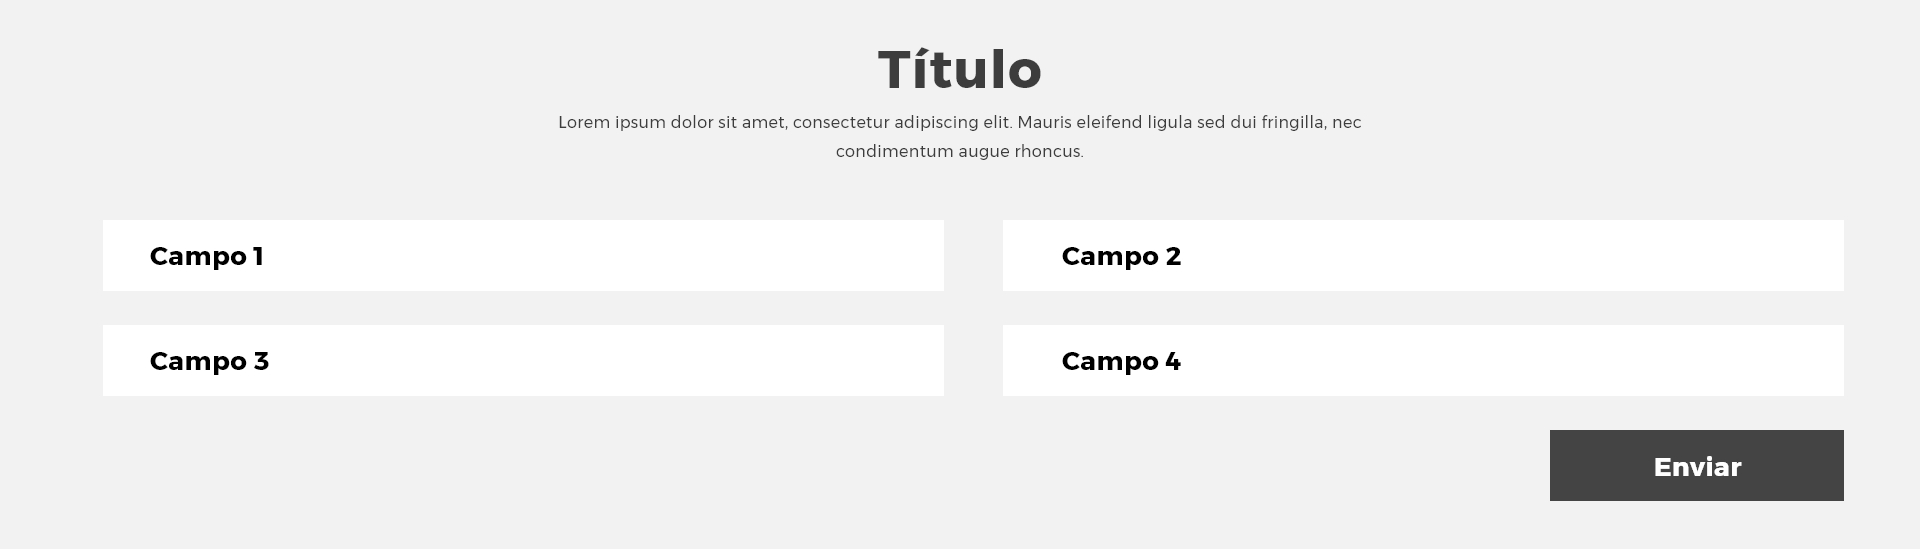 Título
Lorem ipsum dolor sit amet, consectetur adipiscing elit. Mauris eleifend ligula sed dui fringilla, nec
condimentum augue rhoncus.
Campo 1
Campo 2
Campo 3
Campo 4
Enviar